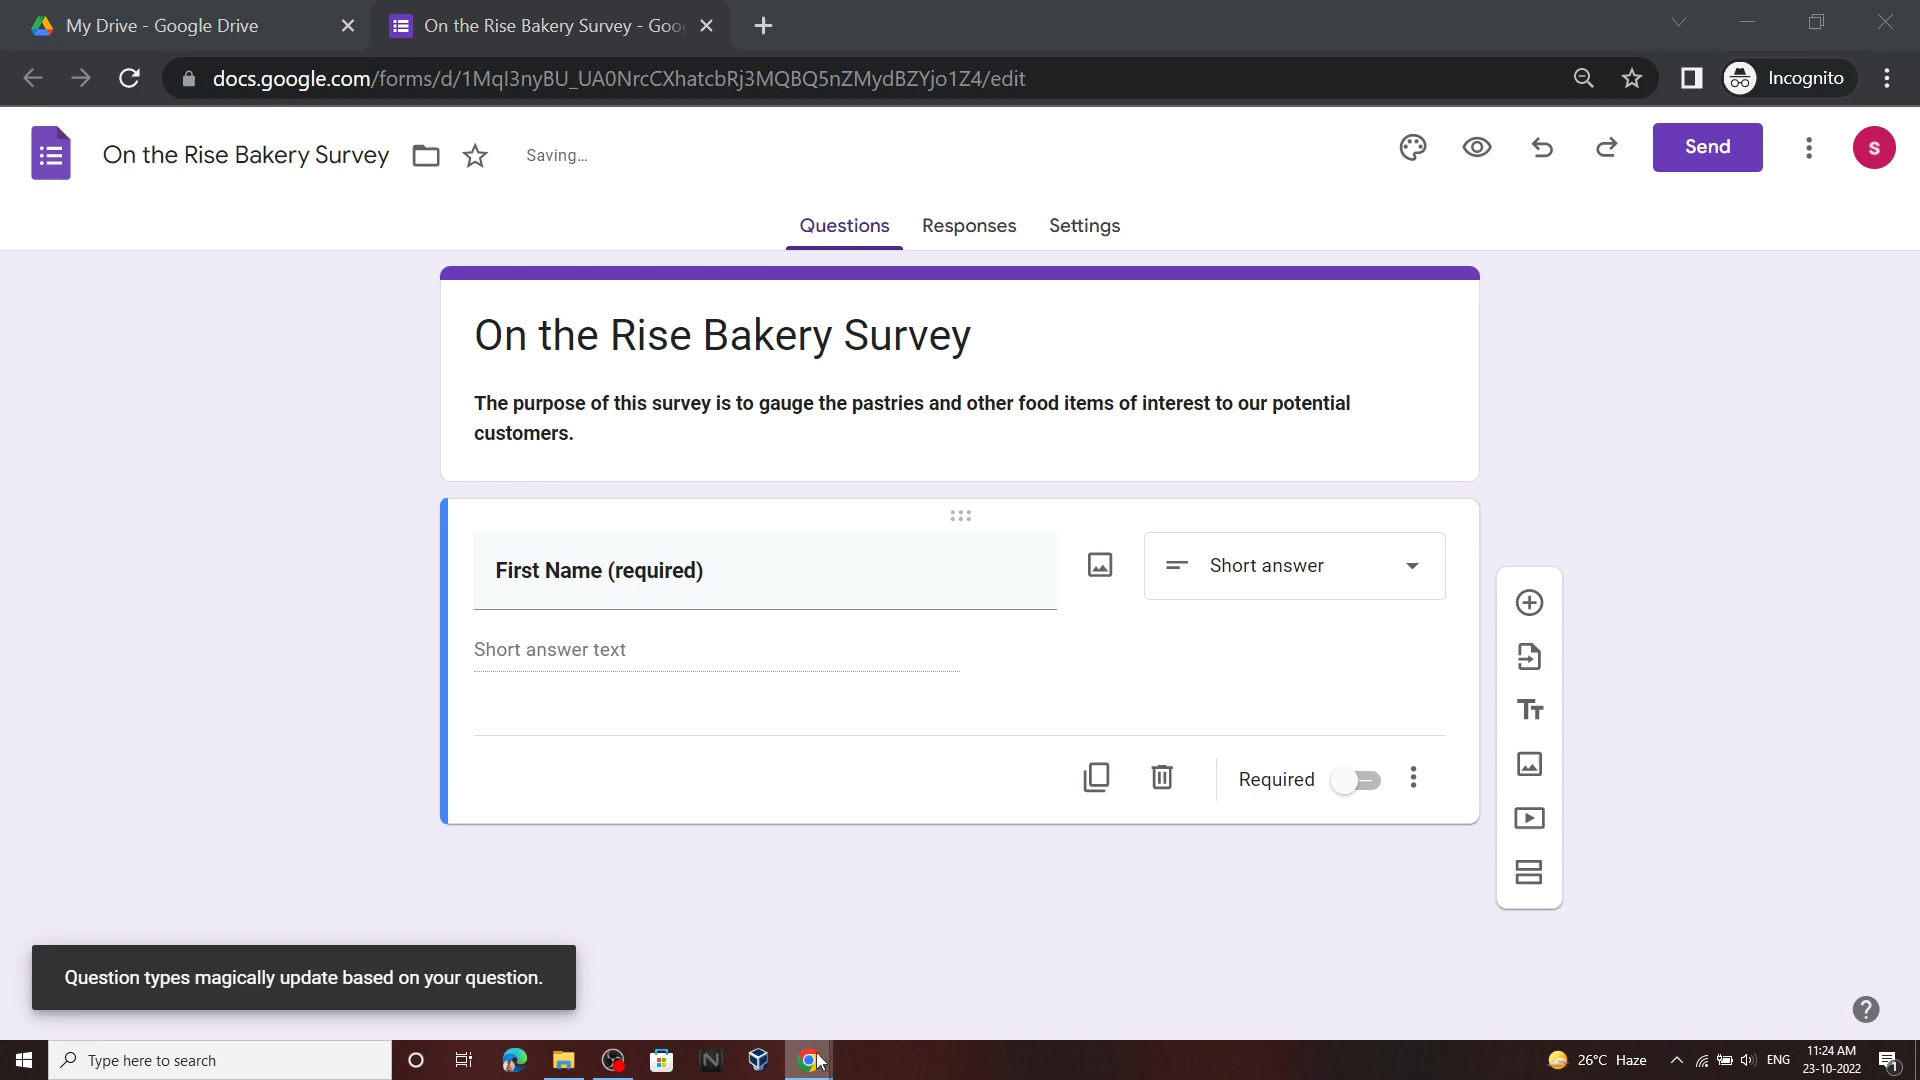 My Drive - Google Drive
On the Rise Bakery Survey - Goo
docs.google.com/forms/d/1MqI3nyBU_UA0NrcCXhatcbRj3MQBQ5nZMydBZYjo1Z4/edit
Incognito
On the Rise Bakery Survey
Saving...
Send
S
Questions
Responses
Settings
On the Rise Bakery Survey
The purpose of this survey is to gauge the pastries and other food items of interest to our potential
customers.
First Name (required)
Short answer
Short answer text
Required
Question types magically update based on your question.
Type here to search
26°C Haze
ENG
11:24 AM
23-10-2022
1